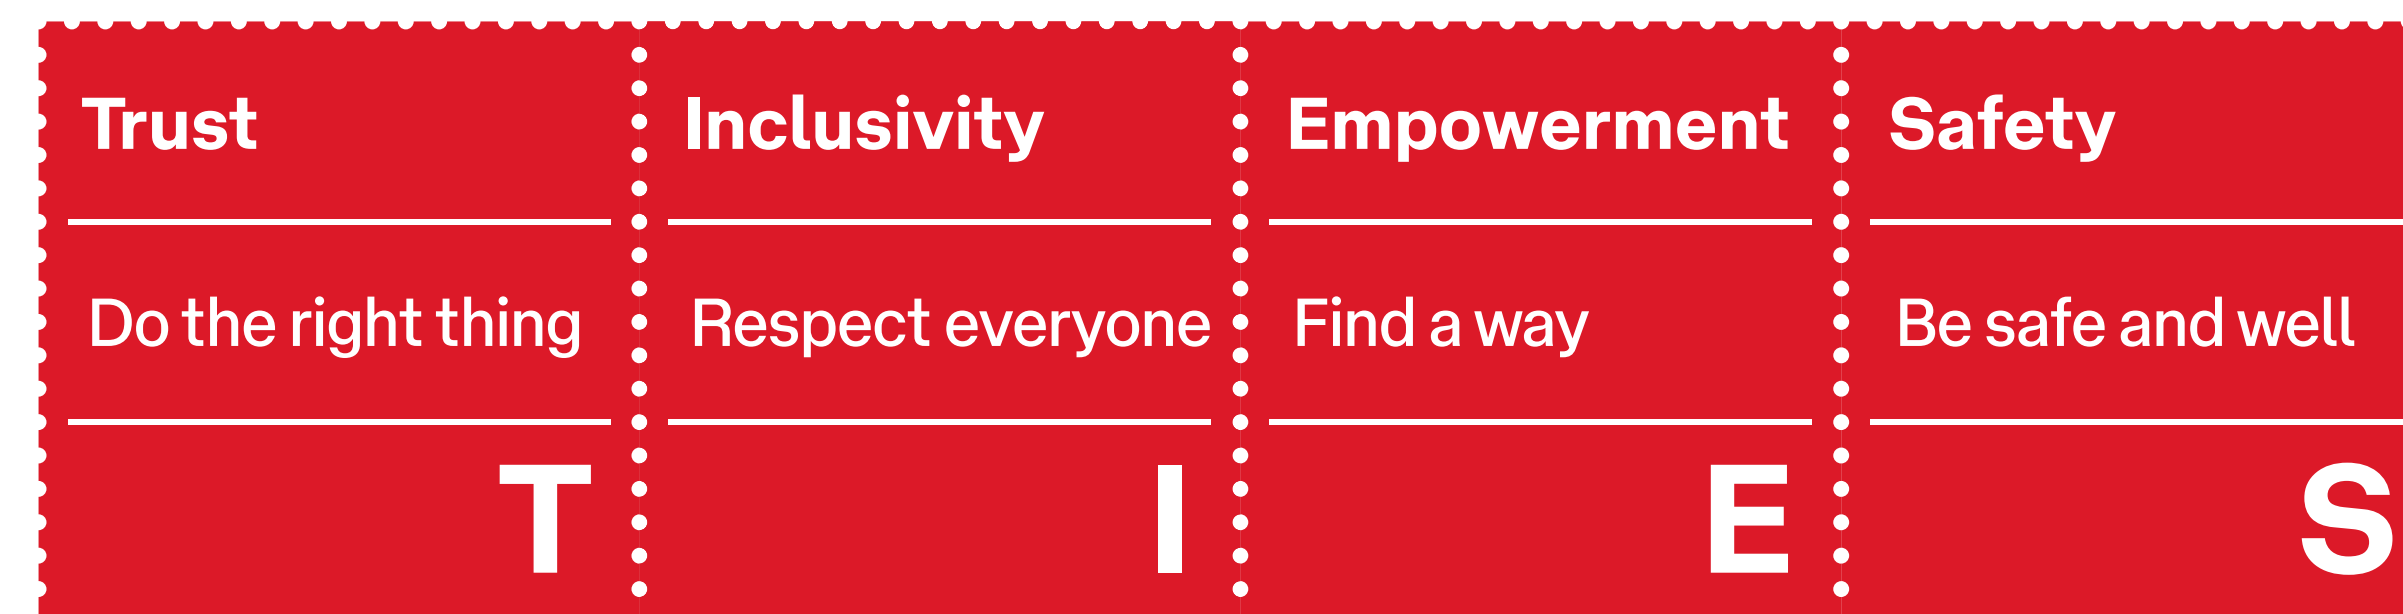 Trust
Do the right thing
T
Inclusivity
Respect everyone
I
Empowerment
Find a way
E
Safety
Be safe and well
S